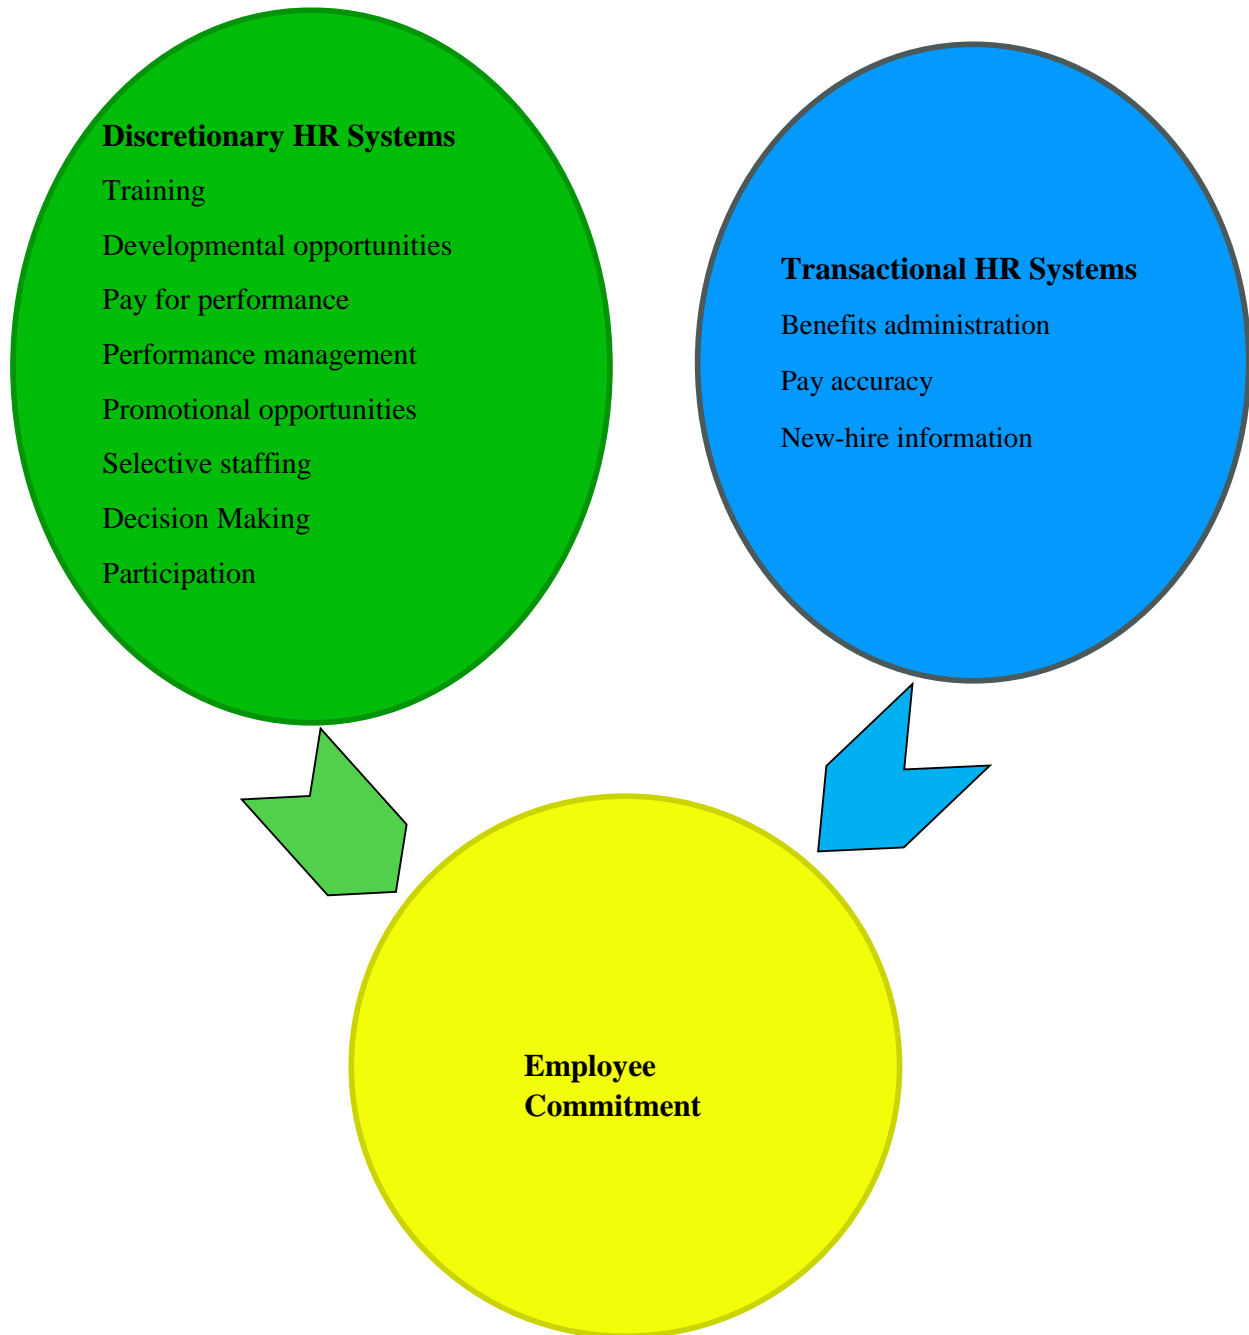 Discretionary HR Systems
Training
Developmental opportunities
Pay for performance
Performance management
Promotional opportunities
Selective staffing
Decision Making
Participation
Transactional HR Systems
Benefits administration
Pay accuracy
New-hire information
Employee
Commitment